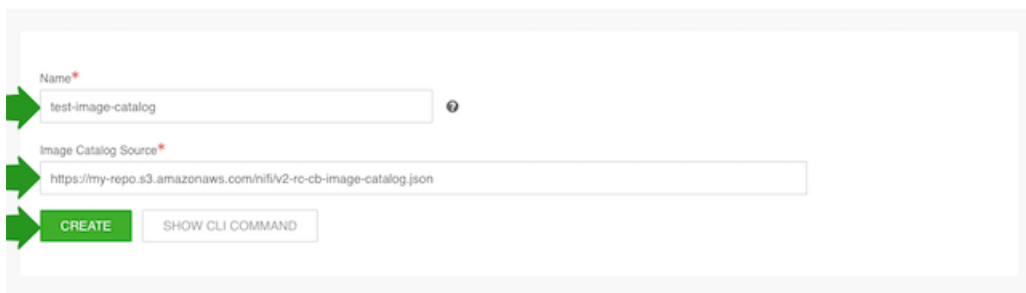 Name*
test-image-catalog
Image Catalog Source*
https://my-repo.s3.amazonaws.com/nifi/v2-rc-cb-image-catalog.json
CREATE SHOW CLI COMMAND